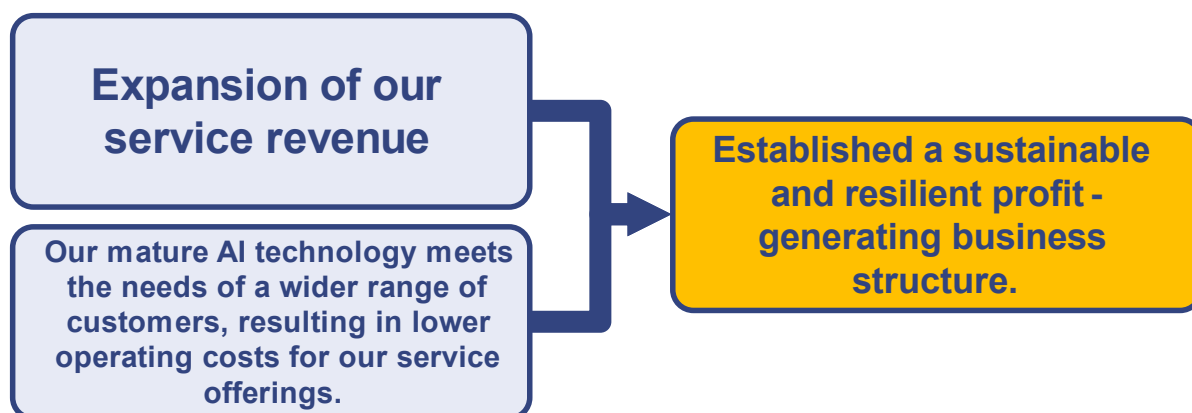 Expansion of our
service revenue
Our mature AI technology meets
the needs of a wider range of
customers, resulting in lower
operating costs for our service
offerings.
Established a sustainable
and resilient profit -
generating business
structure.